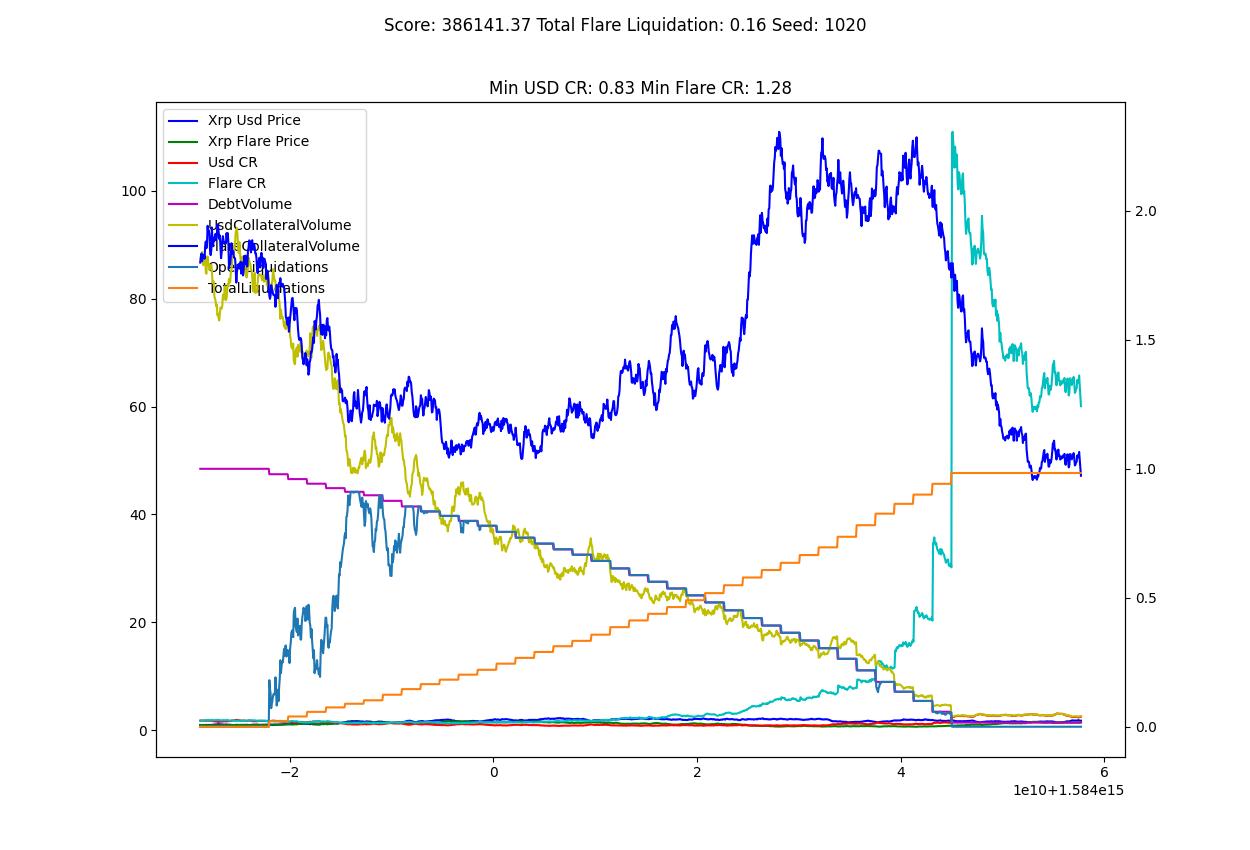 Score: 386141.37 Total Flare Liquidation: 0.16 Seed: 1020
Min USD CR: 0.83 Min Flare CR: 1.28
Xrp Usd Price
Xrp Flare Price
Usd CR
Flare CR
DebtVolume
UsdCollateralVolume
FlareCollateralVolume
OpenLiquidations
TotalLiquidations
100
80
60
40
20
0
2.0
1.5
1.0
0.5
0.0
−2
0
2
4
6
1e10+1.584e15